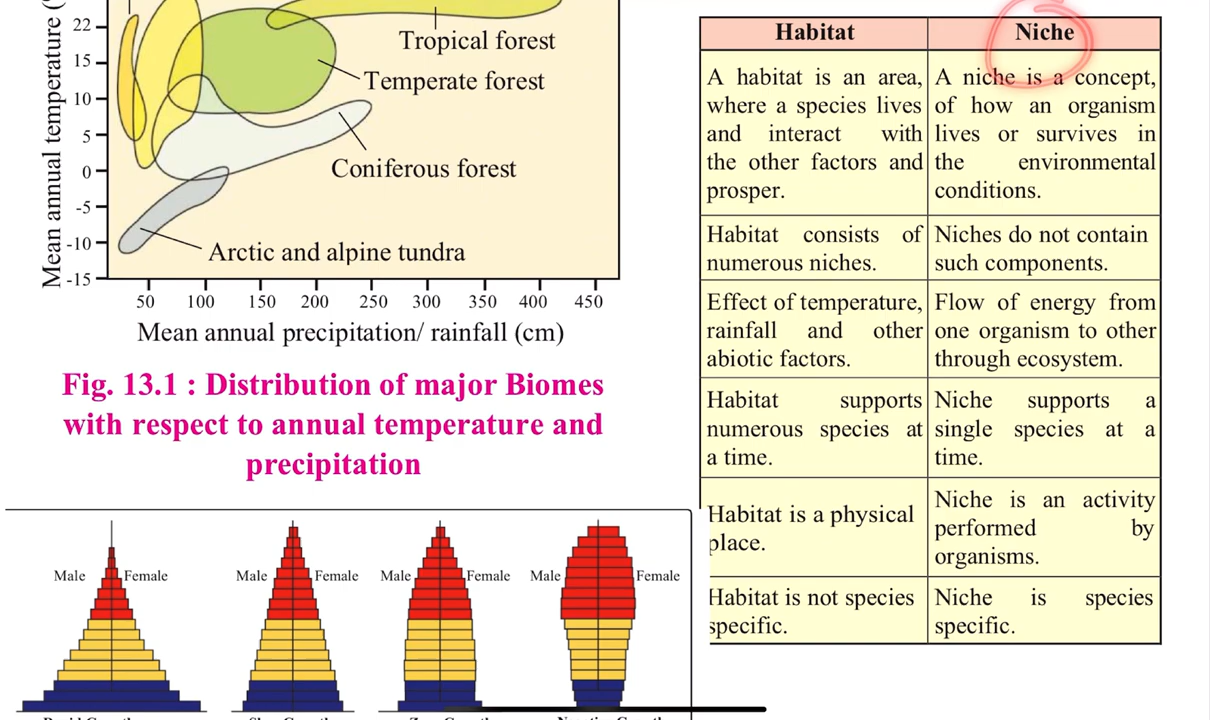 Mean annual temperature (
22
15
10
5
0
-5
-10
-15
Tropical forest
Temperate forest
Coniferous forest
Arctic and alpine tundra
50 100 150 200 250 300 350 400 450
Mean annual precipitation/ rainfall (cm)
Fig. 13.1 : Distribution of major Biomes
with respect to annual temperature and
precipitation
Male Female
Male Female
Male Female
Male Female
Habitat Niche
A habitat is an area,
where a species lives
and interact with
the other factors and
prosper.
A niche is a concept,
of how an organism
lives or survives in
the environmental
conditions.
Habitat consists of
numerous niches.
Niches do not contain
such components.
Effect of temperature,
rainfall and other
abiotic factors.
Flow of energy from
one organism to other
through ecosystem.
Habitat supports
numerous species at
a time.
Niche supports a
single species at a
time.
Habitat is a physical
place.
Niche is an activity
performed by
organisms.
Habitat is not species
specific.
Niche is species
specific.